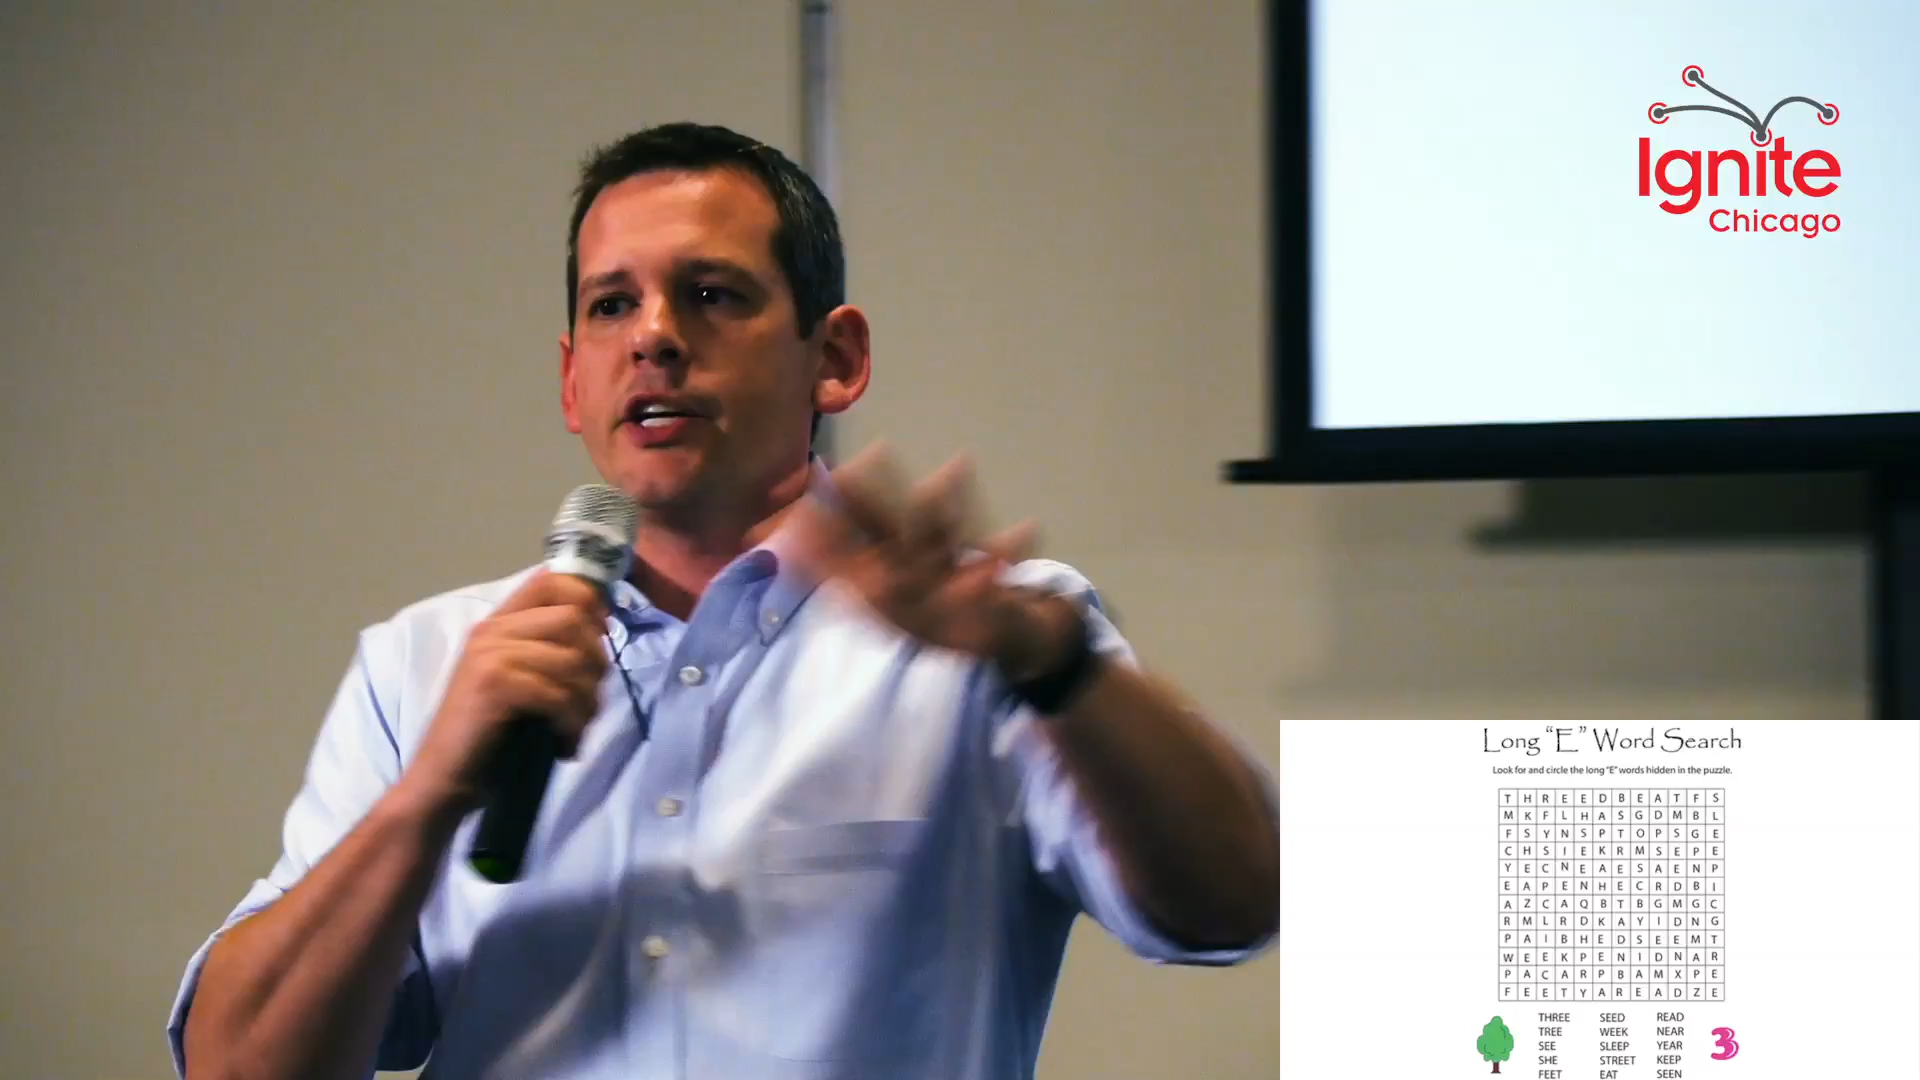 Ignite
Chicago
Long “E” Word Search
Look for and circle the long “E” words hidden in the puzzle.
T H R E E D B E A T F S
M K F L H A S G D M B L
F S Y N S P T O P S G E
C H S I E K R M S E P E
Y E C N E A E S A E N P
E A P E N H E C R D B I
A Z C A Q B T B G M G C
R M L R D K A Y I D N G
P A I B H E D S E E M T
W E E K P E N I D N A R
P A C A R P B A M X P E
F E E T Y A R E A D Z E
THREE SEED READ
TREE WEEK NEAR
SEE SLEEP YEAR
SHE STREET KEEP
FEET EAT SEEN
3